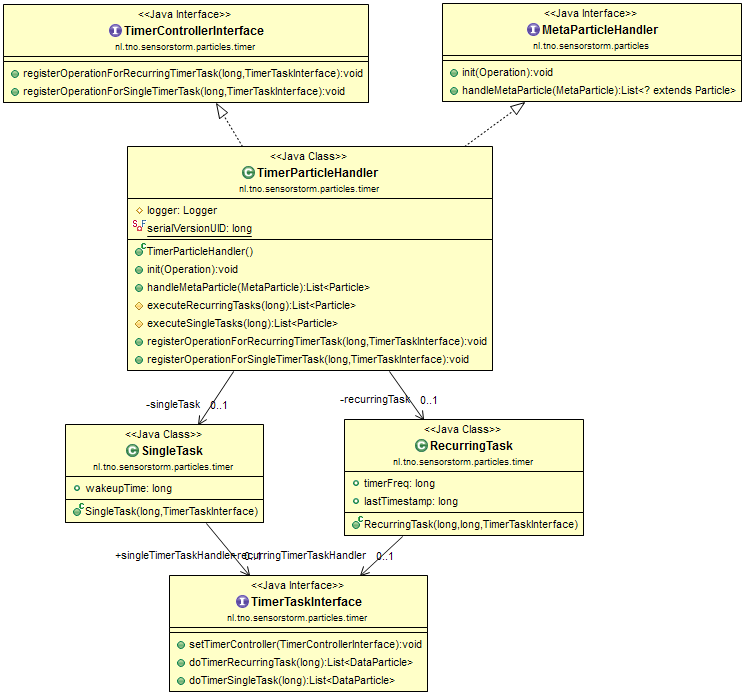 <<Java Interface>>
I TimerControllerInterface
nl.tno.sensorstorm.particles.timer
registerOperationForRecurringTimerTask(long,TimerTaskInterface):void
registerOperationForSingleTimerTask(long,TimerTaskInterface):void
<<Java Interface>>
I MetaParticleHandler
nl.tno.sensorstorm.particles
init(Operation):void
handleMetaParticle(MetaParticle):List<? extends Particle>
<<Java Class>>
C TimerParticleHandler
nl.tno.sensorstorm.particles.timer
logger: Logger
S F serialVersionUID: long
C TimerParticleHandler()
init(Operation):void
handleMetaParticle(MetaParticle):List<Particle>
executeRecurringTasks(long):List<Particle>
executeSingleTasks(long):List<Particle>
registerOperationForRecurringTimerTask(long,TimerTaskInterface):void
registerOperationForSingleTimerTask(long,TimerTaskInterface):void
-singleTask 0..1
-recurringTask 0..1
<<Java Class>>
C SingleTask
nl.tno.sensorstorm.particles.timer
wakeupTime: long
C SingleTask(long,TimerTaskInterface)
<<Java Class>>
C RecurringTask
nl.tno.sensorstorm.particles.timer
timerFreq: long
lastTimestamp: long
C RecurringTask(long,long,TimerTaskInterface)
+singleTimerTaskHandler 0..1
+recurringTimerTaskHandler 0..1
<<Java Interface>>
I TimerTaskInterface
nl.tno.sensorstorm.particles.timer
setTimerController(TimerControllerInterface):void
doTimerRecurringTask(long):List<DataParticle>
doTimerSingleTask(long):List<DataParticle>